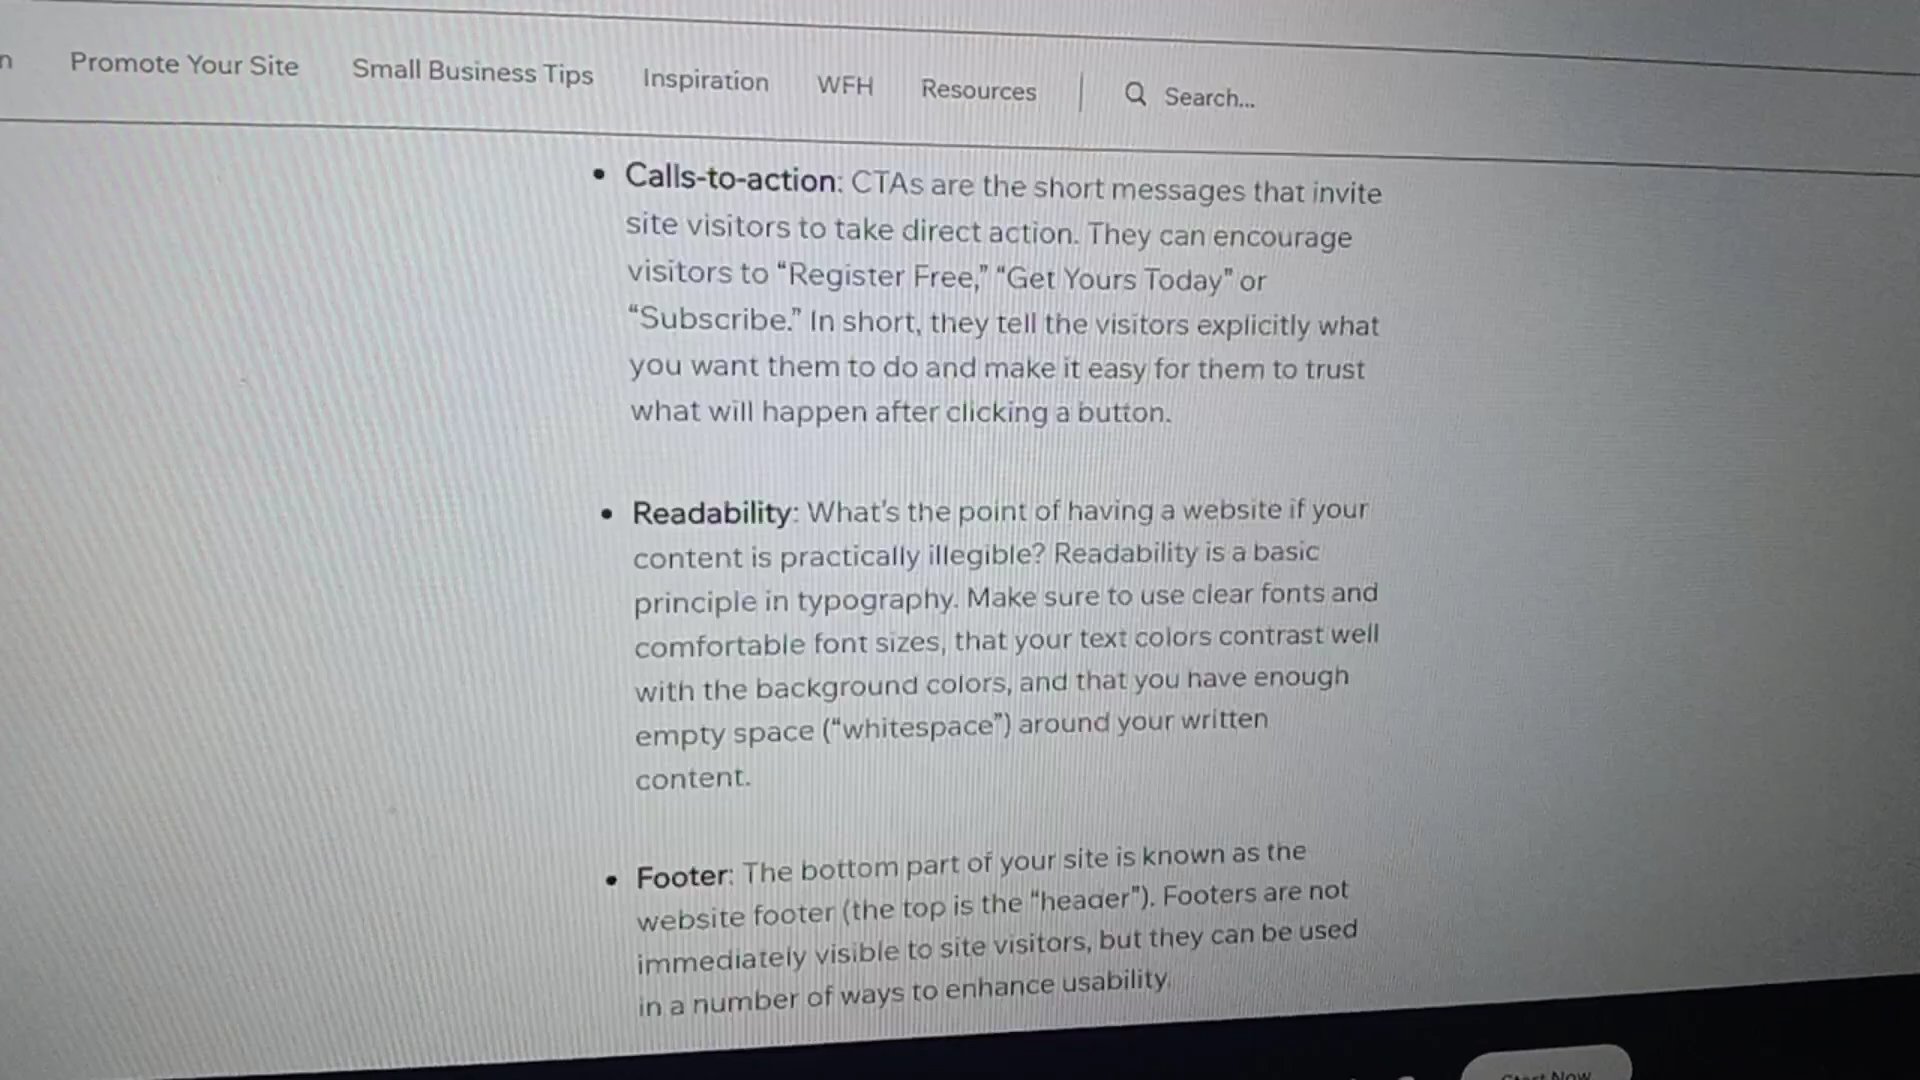 n Promote Your Site Small Business Tips Inspiration WFH Resources Search...
• Calls-to-action: CTAs are the short messages that invite
site visitors to take direct action. They can encourage
visitors to “Register Free,” “Get Yours Today” or
“Subscribe.” In short, they tell the visitors explicitly what
you want them to do and make it easy for them to trust
what will happen after clicking a button.
• Readability: What's the point of having a website if your
content is practically illegible? Readability is a basic
principle in typography. Make sure to use clear fonts and
comfortable font sizes, that your text colors contrast well
with the background colors, and that you have enough
empty space (“whitespace”) around your written
content.
• Footer: The bottom part of your site is known as the
website footer (the top is the “header”). Footers are not
immediately visible to site visitors, but they can be used
in a number of ways to enhance usability.
Start Now